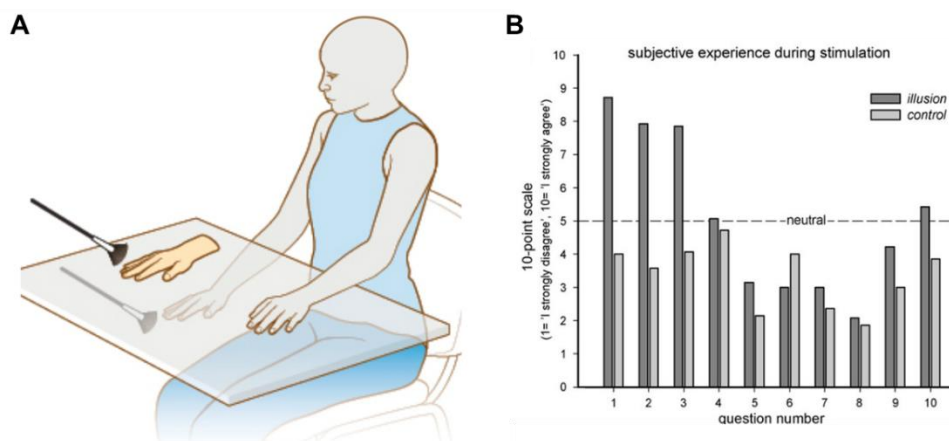 A
B
subjective experience during stimulation
illusion
control
10-point scale
(1= 'I strongly disagree', 10= 'I strongly agree')
10
9
8
7
6
5
4
3
2
1
0
neutral
1 2 3 4 5 6 7 8 9 10
question number